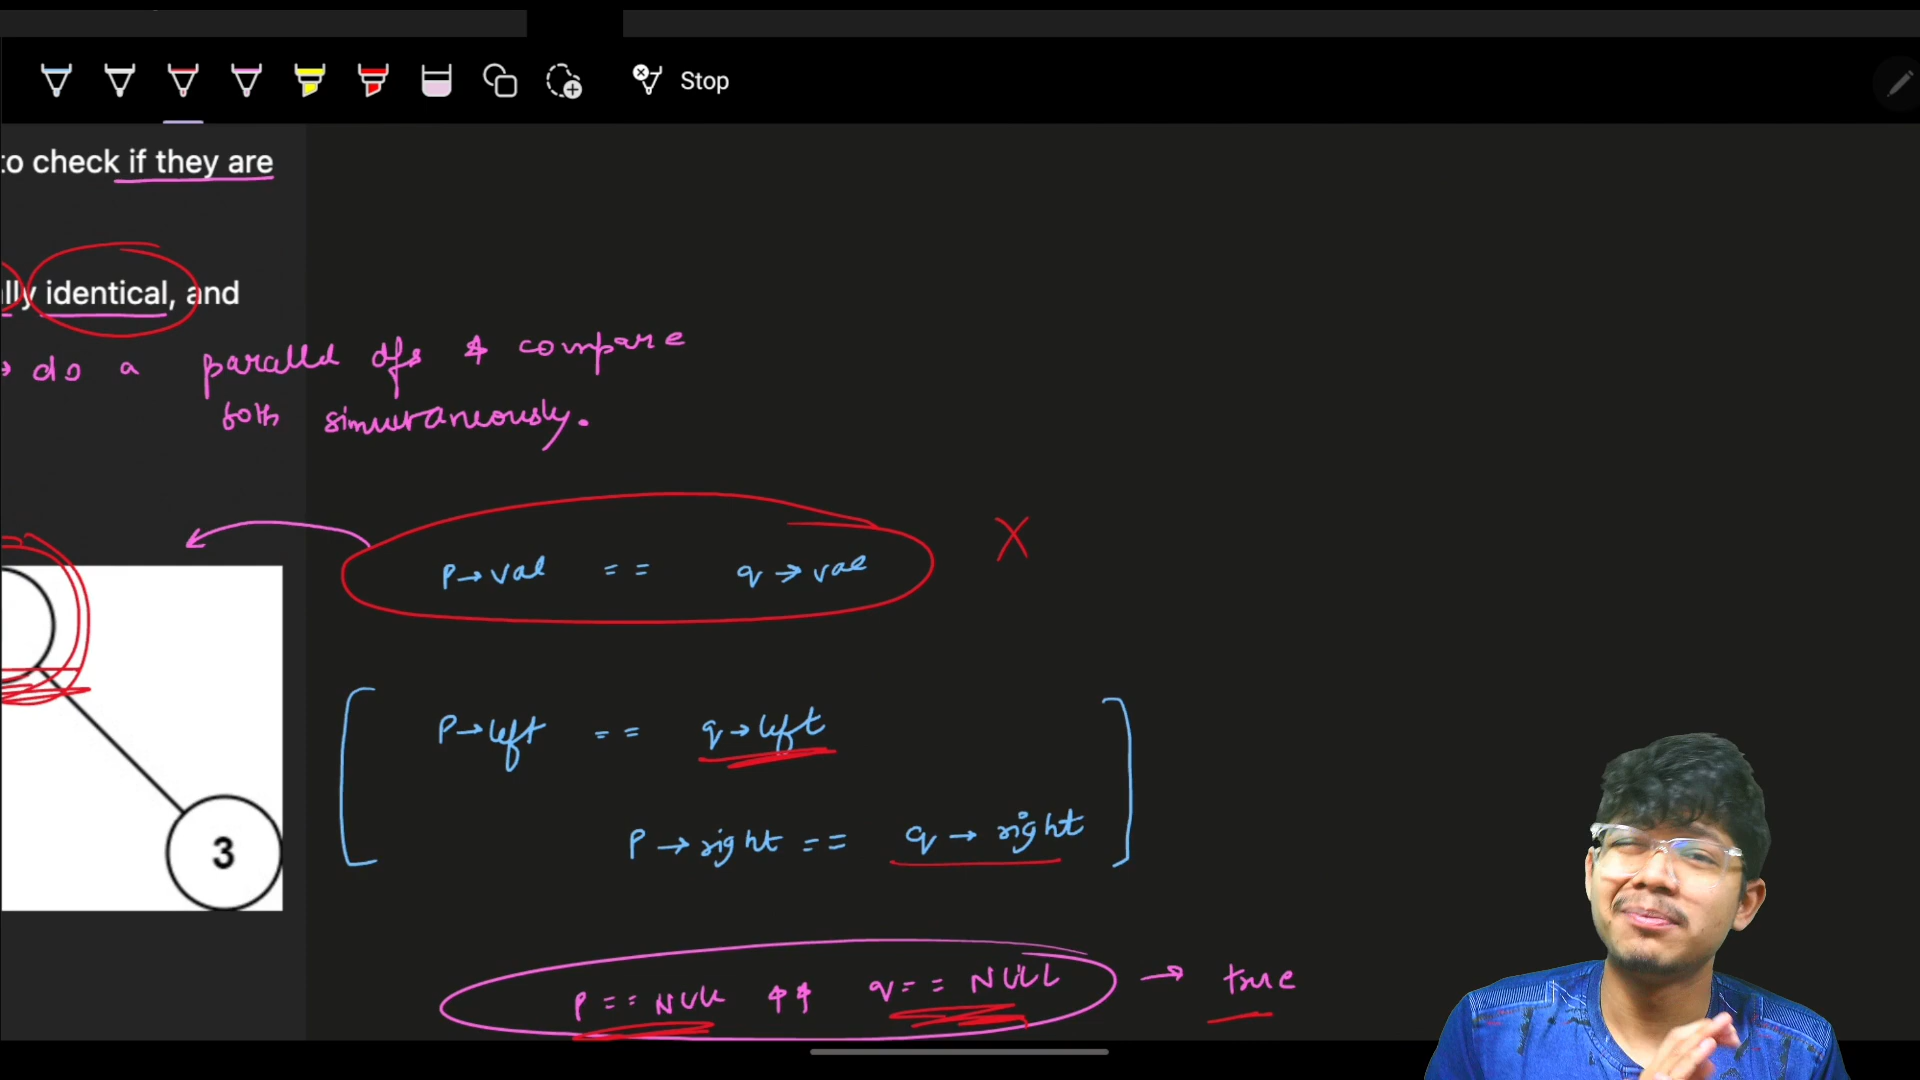 Stop
to check if they are
lly identical, and
→ do a parallel dfs & compare
both simultaneously.
p→val == q→val X
p→left == q→left
p→right == q→right
3
p == NULL && q == NULL → true